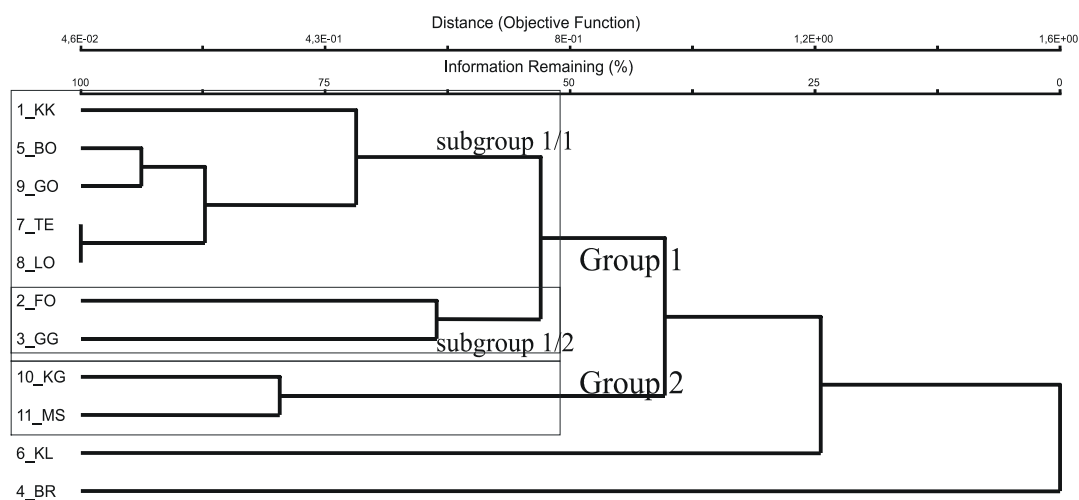 Distance (Objective Function)
4,6E-02 4,3E-01 8E-01 1,2E+00 1,6E+00
Information Remaining (%)
100 75 50 25 0
1_KK
subgroup 1/1
5_BO
9_GO
7_TE
8_LO
Group 1
2_FO
3_GG
subgroup 1/2
10_KG
Group 2
11_MS
6_KL
4_BR